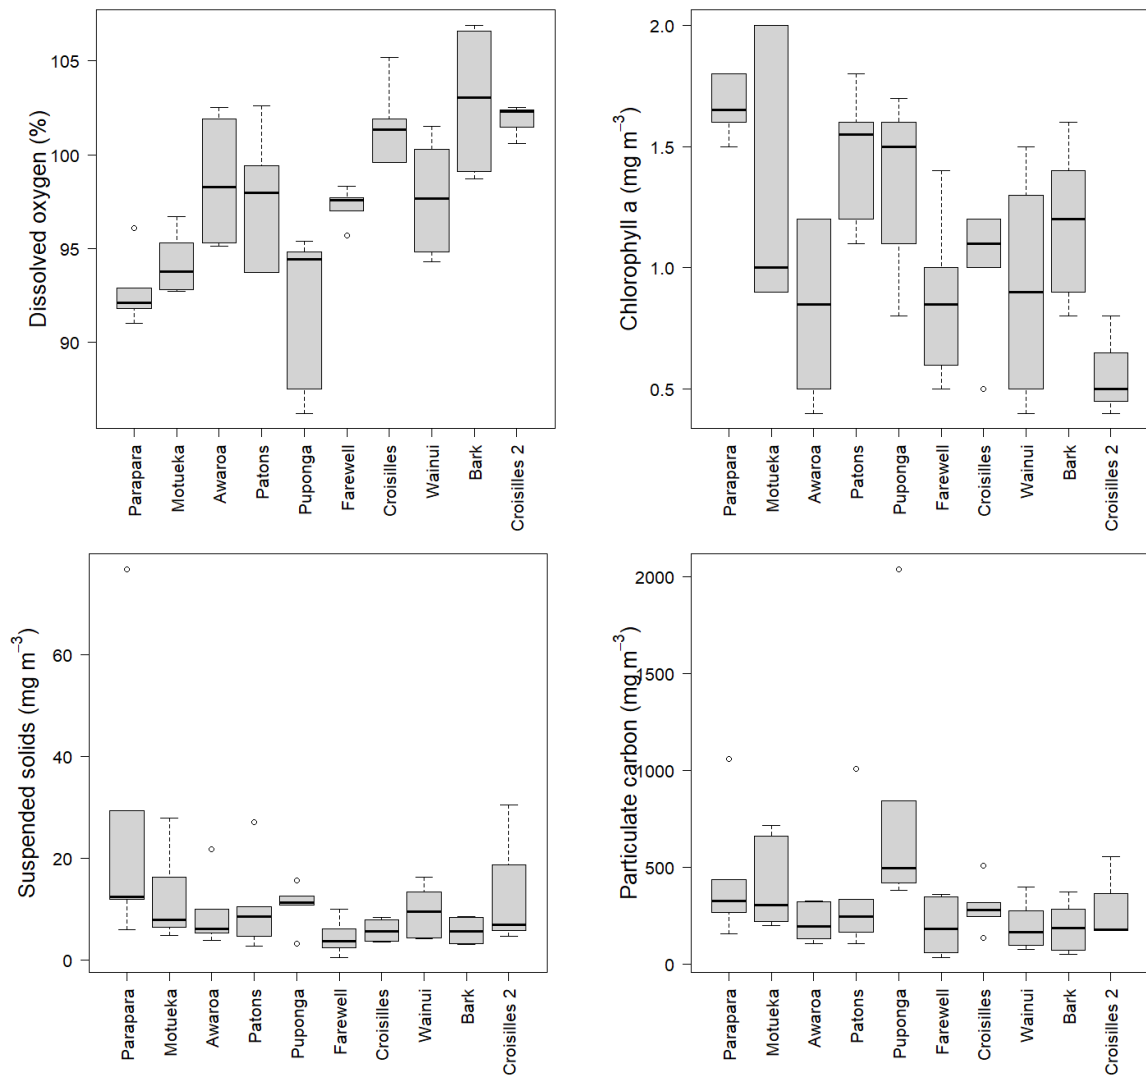 Dissolved oxygen (%)
105
100
95
90
Parapara
Motueka
Awaroa
Patons
Puponga
Farewell
Croisilles
Wainui
Bark
Croisilles 2
Chlorophyll a (mg m⁻³)
2.0
1.5
1.0
0.5
Parapara
Motueka
Awaroa
Patons
Puponga
Farewell
Croisilles
Wainui
Bark
Croisilles 2
Suspended solids (mg m⁻³)
60
40
20
0
Parapara
Motueka
Awaroa
Patons
Puponga
Farewell
Croisilles
Wainui
Bark
Croisilles 2
Particulate carbon (mg m⁻³)
2000
1500
1000
500
0
Parapara
Motueka
Awaroa
Patons
Puponga
Farewell
Croisilles
Wainui
Bark
Croisilles 2